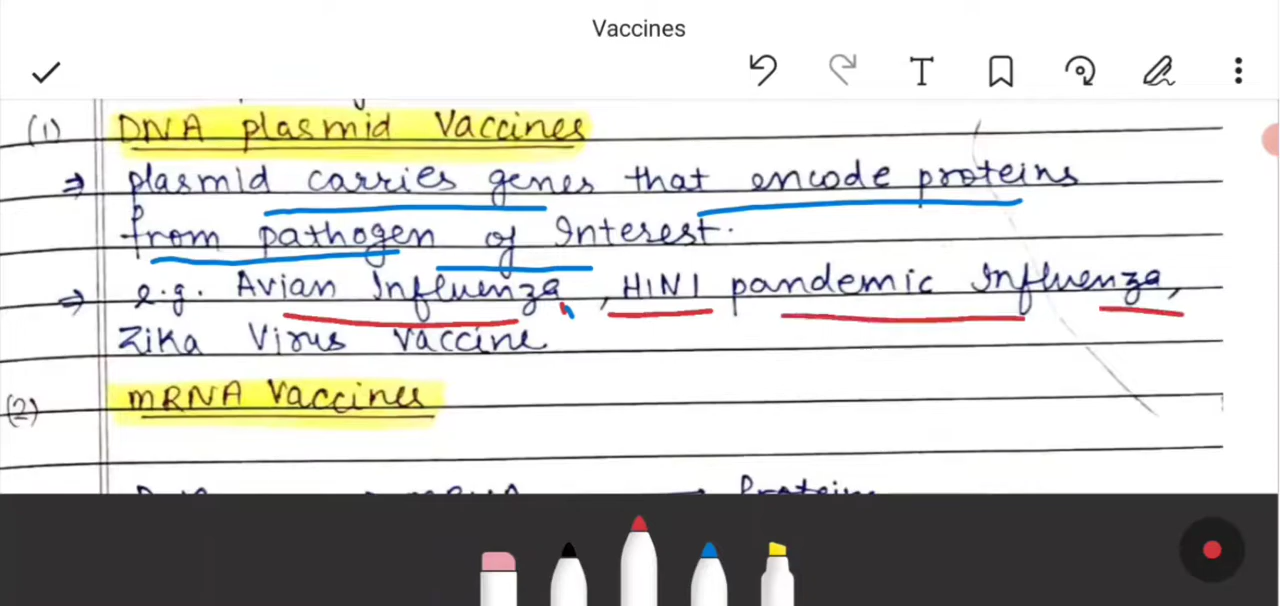 Vaccines
(1) DNA plasmid Vaccines
⇒ plasmid carries genes that encode proteins
from pathogen of Interest.
⇒ e.g. Avian Influenza, H1N1 pandemic Influenza,
Zika Virus Vaccine
(2) mRNA Vaccines
Protein